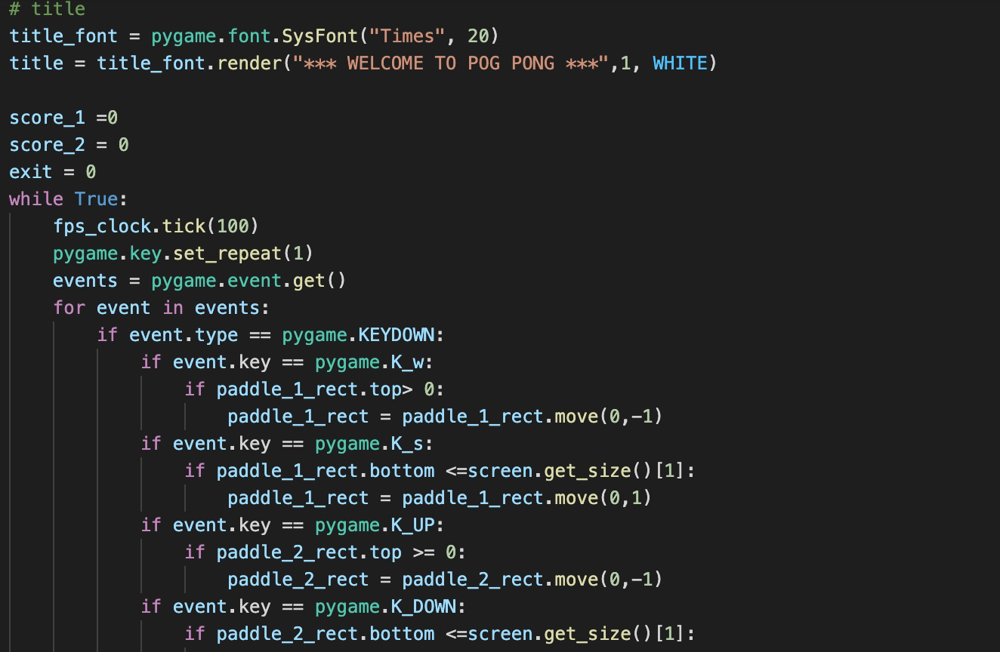 # title
title_font = pygame.font.SysFont("Times", 20)
title = title_font.render("*** WELCOME TO POG PONG ***",1, WHITE)

score_1 =0
score_2 = 0
exit = 0
while True:
    fps_clock.tick(100)
    pygame.key.set_repeat(1)
    events = pygame.event.get()
    for event in events:
        if event.type == pygame.KEYDOWN:
            if event.key == pygame.K_w:
                if paddle_1_rect.top> 0:
                    paddle_1_rect = paddle_1_rect.move(0,-1)
            if event.key == pygame.K_s:
                if paddle_1_rect.bottom <=screen.get_size()[1]:
                    paddle_1_rect = paddle_1_rect.move(0,1)
            if event.key == pygame.K_UP:
                if paddle_2_rect.top >= 0:
                    paddle_2_rect = paddle_2_rect.move(0,-1)
            if event.key == pygame.K_DOWN:
                if paddle_2_rect.bottom <=screen.get_size()[1]: